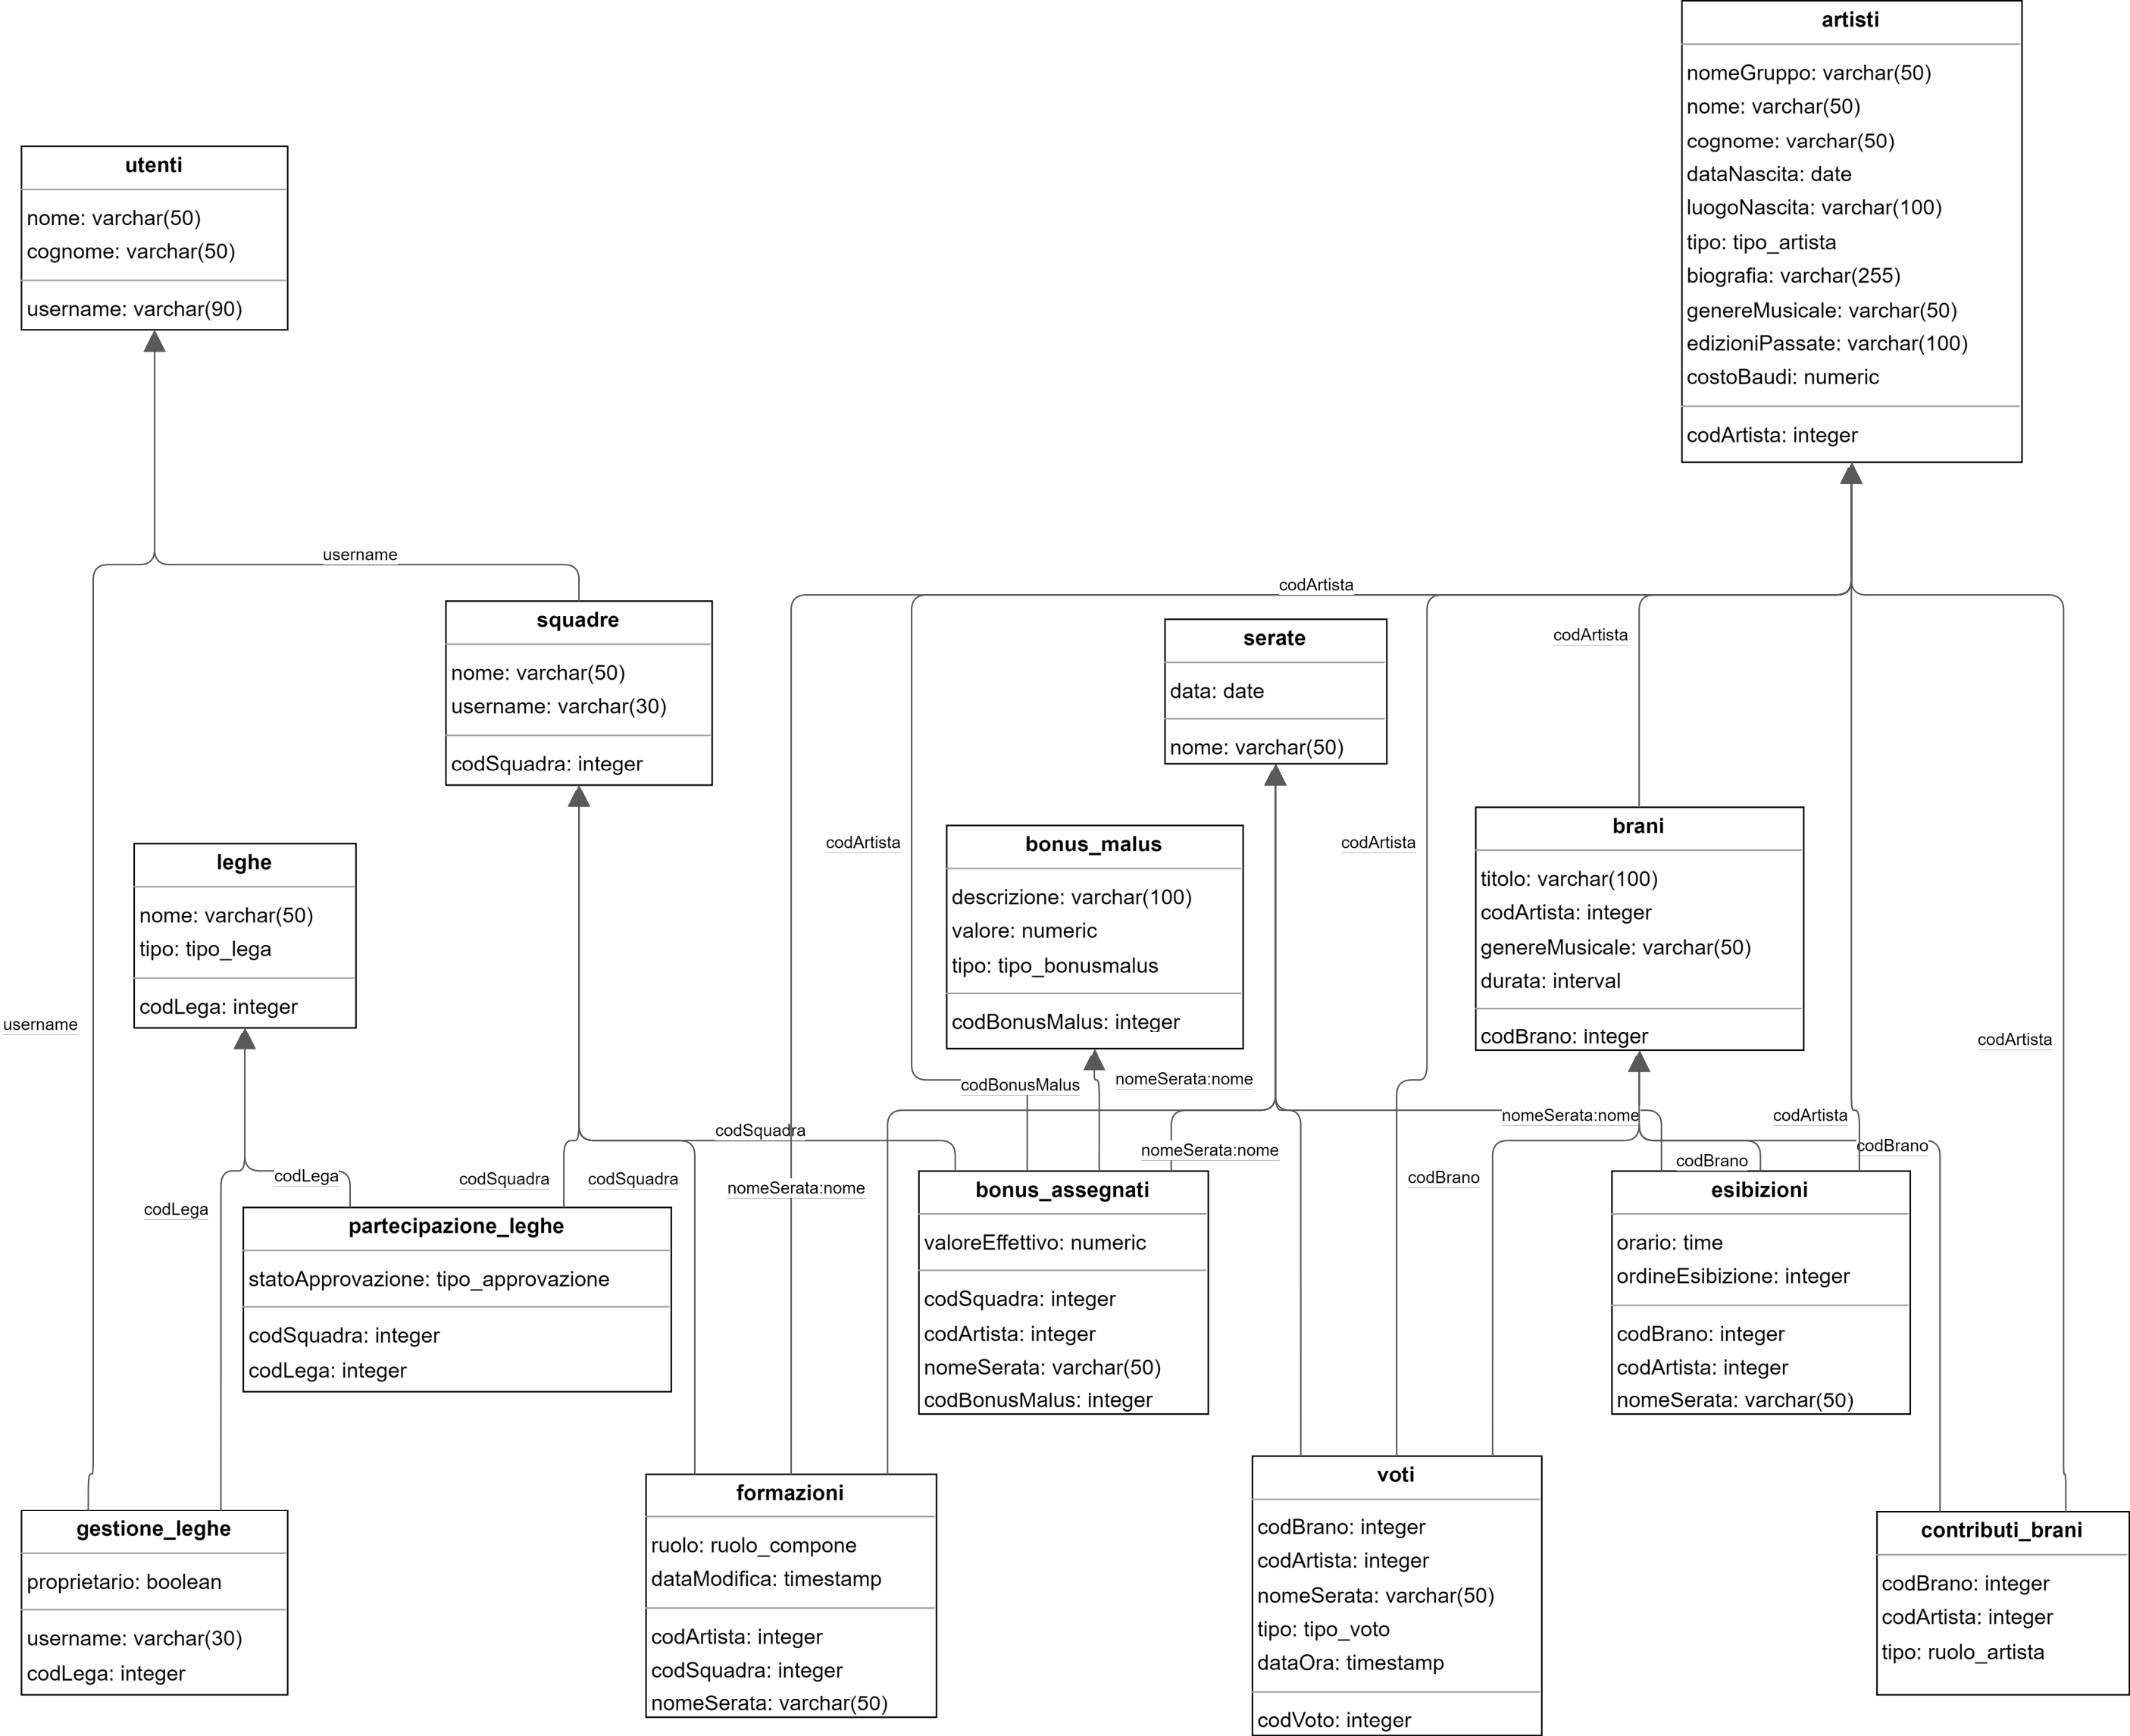 artisti
nomeGruppo: varchar(50)
nome: varchar(50)
cognome: varchar(50)
dataNascita: date
luogoNascita: varchar(100)
tipo: tipo_artista
biografia: varchar(255)
genereMusicale: varchar(50)
edizioniPassate: varchar(100)
costoBaudi: numeric
codArtista: integer
utenti
nome: varchar(50)
cognome: varchar(50)
username: varchar(90)
username
codArtista
squadre
nome: varchar(50)
username: varchar(30)
codSquadra: integer
serate
data: date
nome: varchar(50)
codArtista
leghe
nome: varchar(50)
tipo: tipo_lega
codLega: integer
codArtista
bonus_malus
descrizione: varchar(100)
valore: numeric
tipo: tipo_bonusmalus
codBonusMalus: integer
codArtista
brani
titolo: varchar(100)
codArtista: integer
genereMusicale: varchar(50)
durata: interval
codBrano: integer
username
codArtista
codBonusMalus
nomeSerata:nome
nomeSerata:nome
codArtista
codSquadra
nomeSerata:nome
codBrano
codBrano
codLega
codSquadra
codSquadra
nomeSerata:nome
codBrano
codLega
partecipazione_leghe
statoApprovazione: tipo_approvazione
codSquadra: integer
codLega: integer
bonus_assegnati
valoreEffettivo: numeric
codSquadra: integer
codArtista: integer
nomeSerata: varchar(50)
codBonusMalus: integer
esibizioni
orario: time
ordineEsibizione: integer
codBrano: integer
codArtista: integer
nomeSerata: varchar(50)
gestione_leghe
proprietario: boolean
username: varchar(30)
codLega: integer
formazioni
ruolo: ruolo_compone
dataModifica: timestamp
codArtista: integer
codSquadra: integer
nomeSerata: varchar(50)
voti
codBrano: integer
codArtista: integer
nomeSerata: varchar(50)
tipo: tipo_voto
dataOra: timestamp
codVoto: integer
contributi_brani
codBrano: integer
codArtista: integer
tipo: ruolo_artista